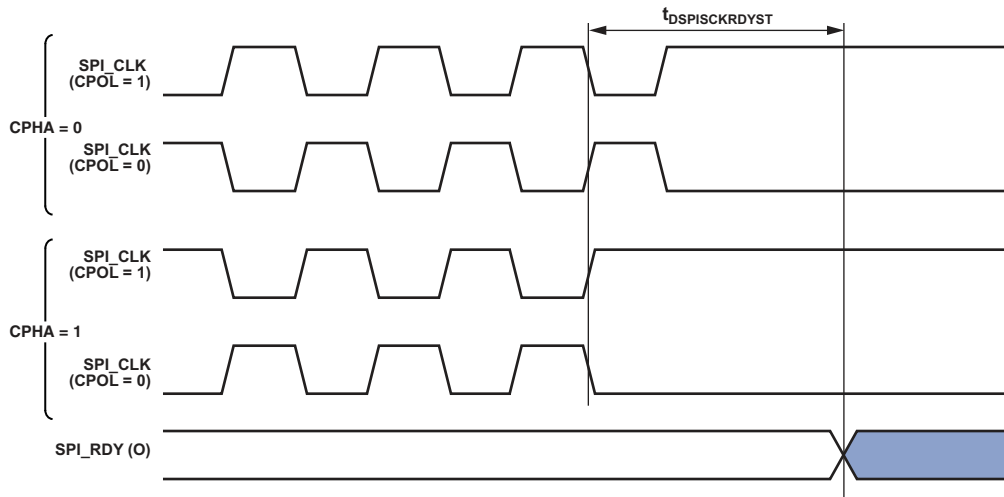 tDSPISCKRDYST
SPI_CLK
(CPOL = 1)
CPHA = 0
SPI_CLK
(CPOL = 0)
SPI_CLK
(CPOL = 1)
CPHA = 1
SPI_CLK
(CPOL = 0)
SPI_RDY (O)